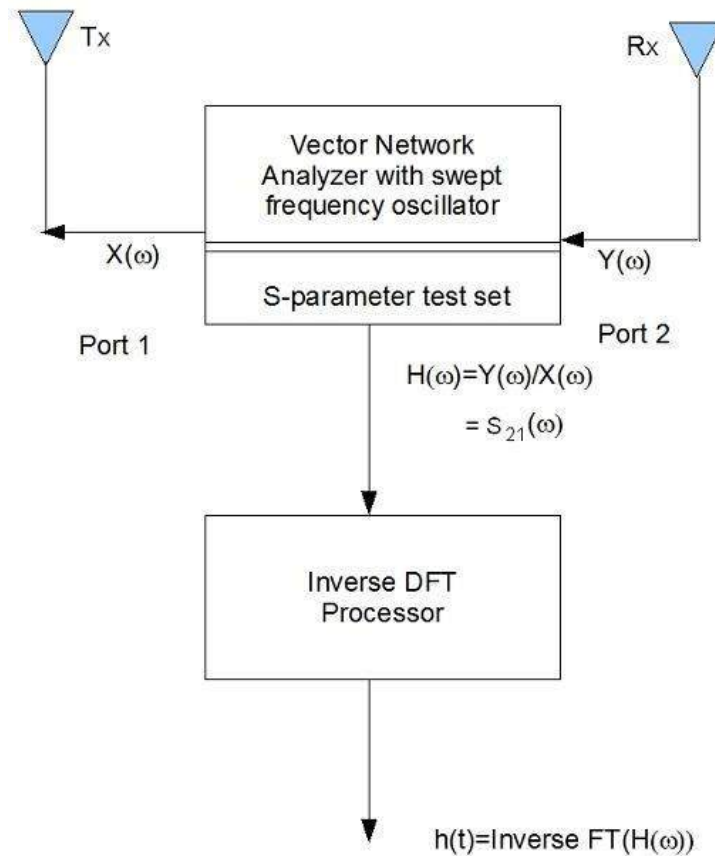 Tx
Rx
Vector Network
Analyzer with swept
frequency oscillator
X(ω)
Y(ω)
S-parameter test set
Port 1
Port 2
H(ω)=Y(ω)/X(ω)
= S21(ω)
Inverse DFT
Processor
h(t)=Inverse FT(H(ω))